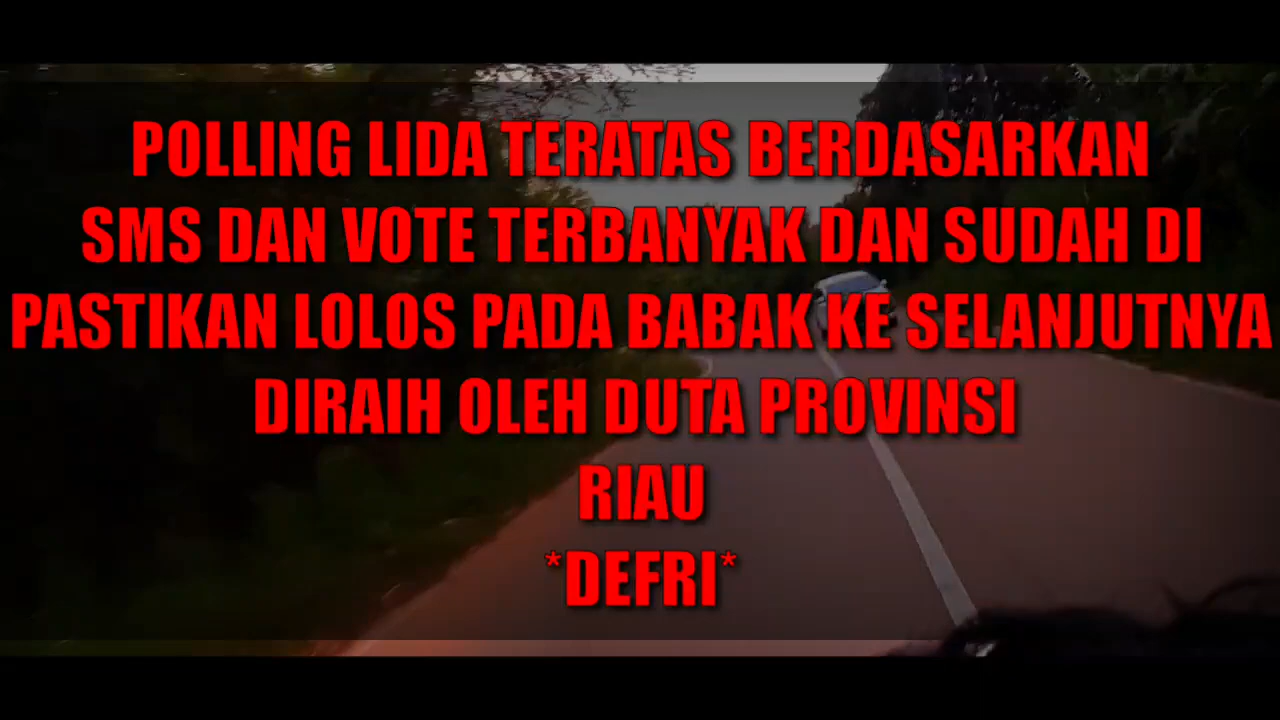 POLLING LIDA TERATAS BERDASARKAN
SMS DAN VOTE TERBANYAK DAN SUDAH DI
PASTIKAN LOLOS PADA BABAK KE SELANJUTNYA
DIRAIH OLEH DUTA PROVINSI
RIAU
*DEFRI*